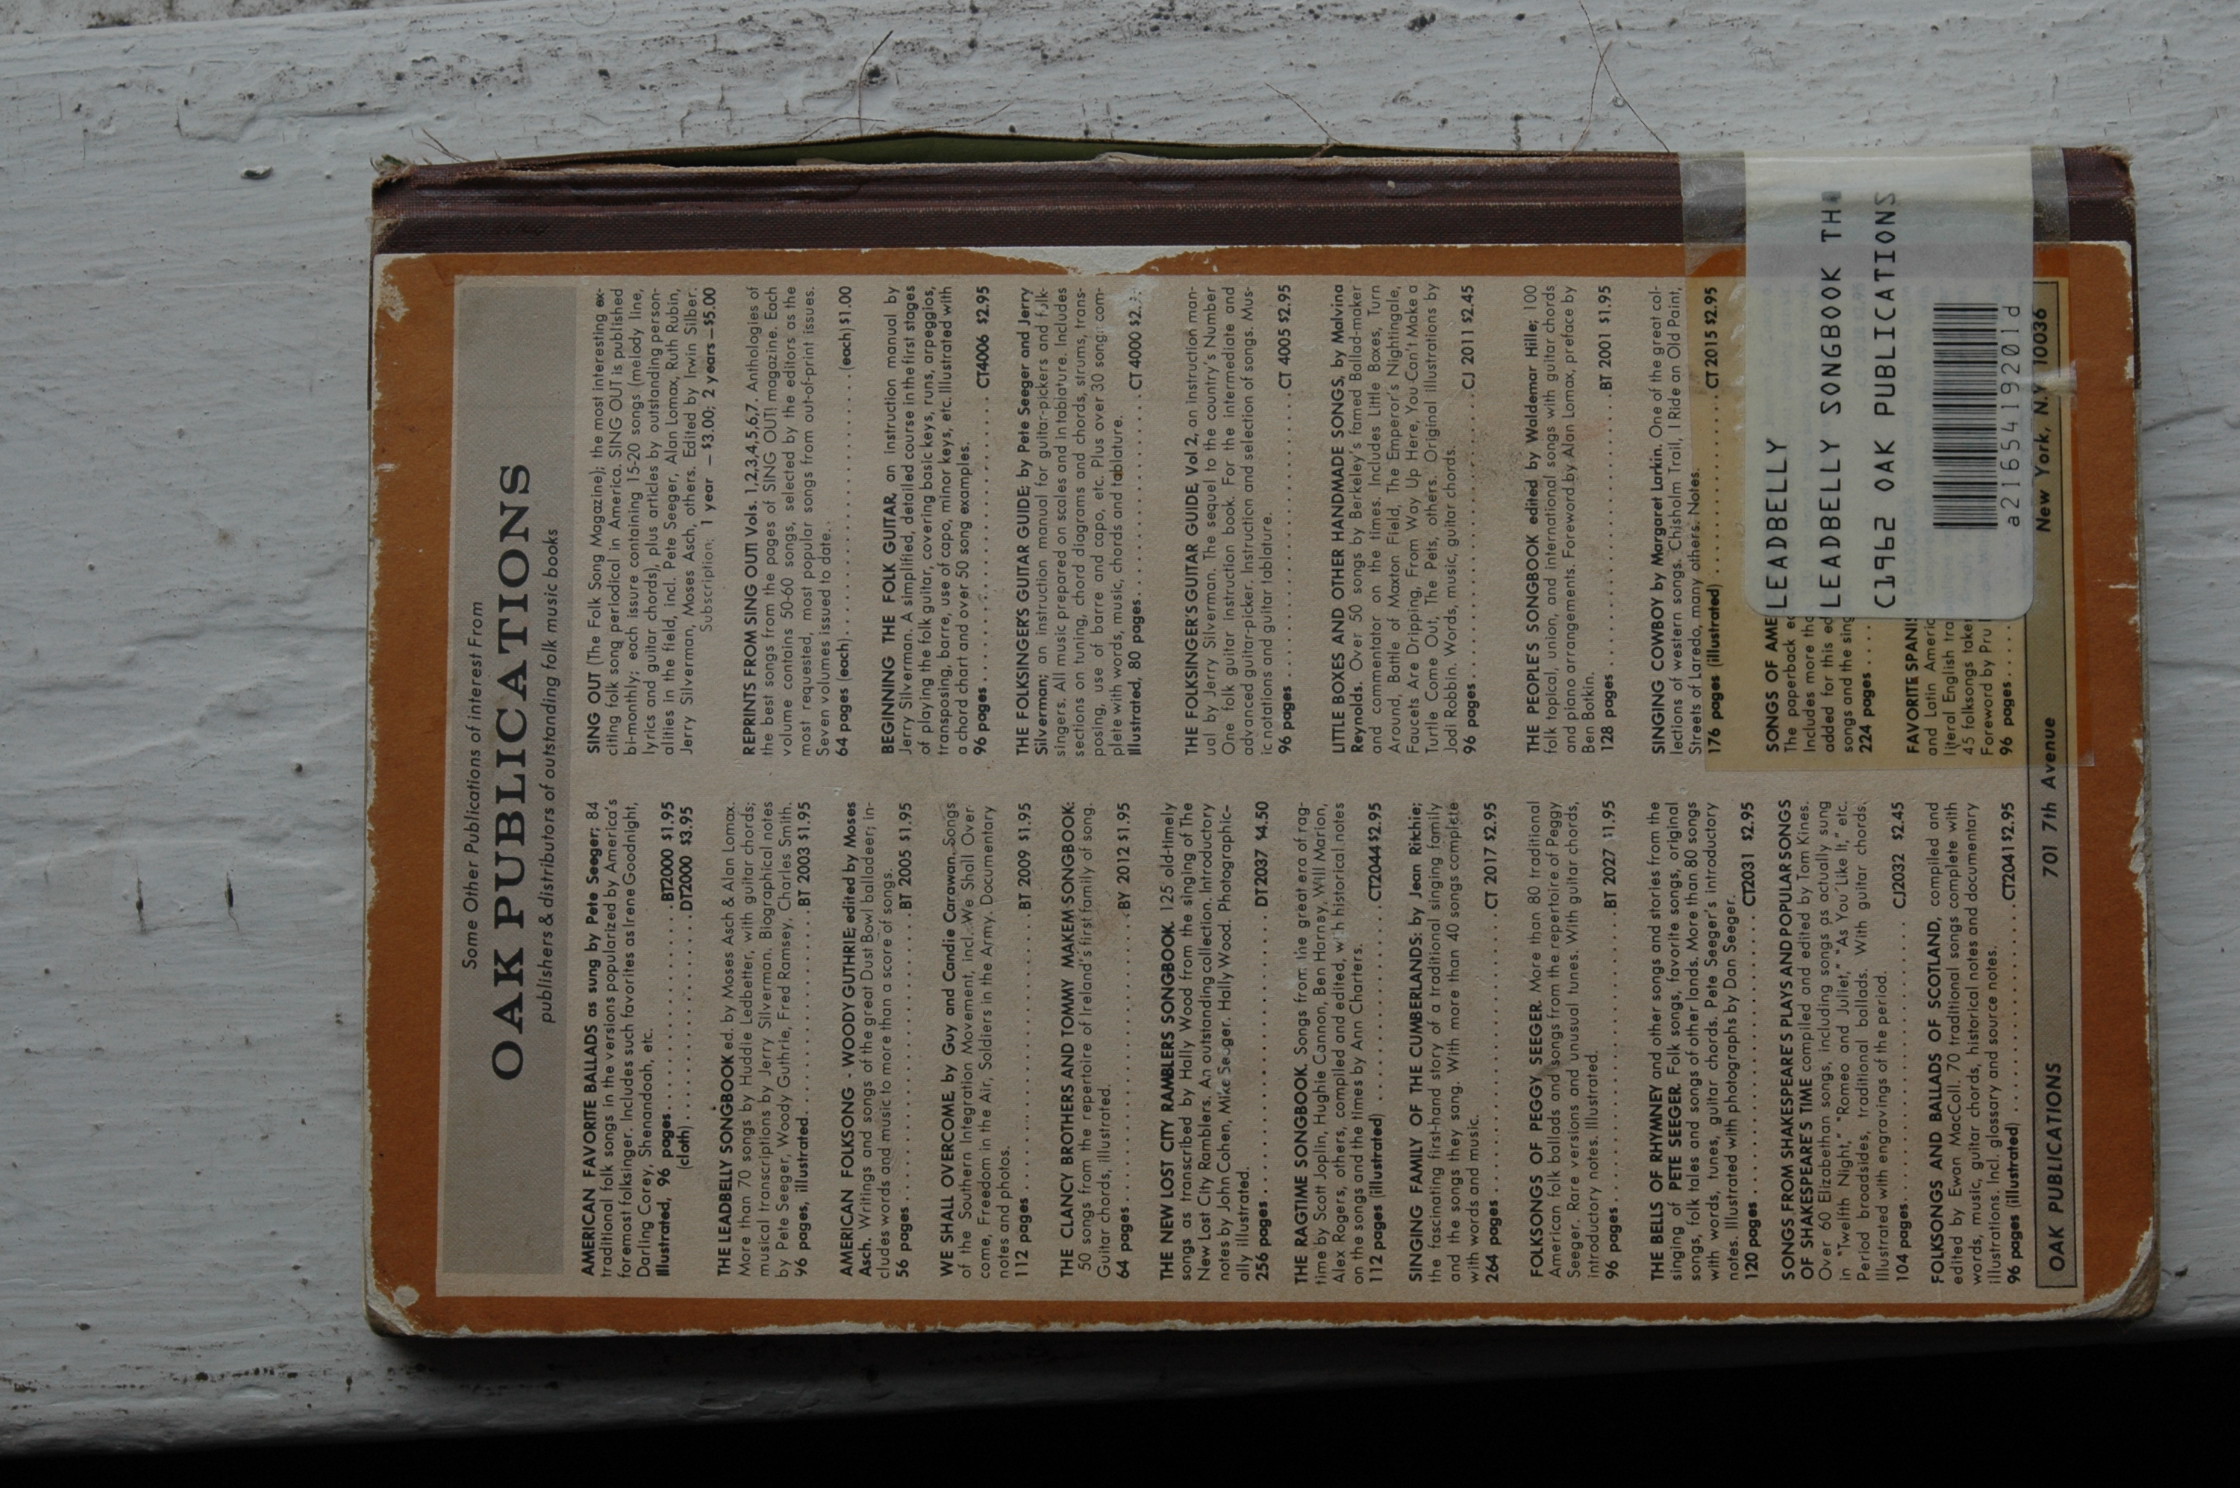 Some Other Publications of interest From
OAK PUBLICATIONS
publishers & distributors of outstanding folk music books
AMERICAN FAVORITE BALLADS as sung by Pete Seeger; 84
traditional folk songs in the versions popularized by America's
foremost folksinger. Includes such favorites as Irene Goodnight,
Darling Corey, Shenandoah, etc.
Illustrated, 96 pages . . . . . . . . . . . . . . . . . BT2000 $1.95
(cloth) . . . . . . . . . . . . . . . . . DT2000 $3.95
THE LEADBELLY SONGBOOK ed. by Moses Asch & Alan Lomax.
More than 70 songs by Huddie Ledbetter, with guitar chords;
musical transcriptions by Jerry Silverman. Biographical notes
by Pete Seeger, Woody Guthrie, Fred Ramsey, Charles Smith.
96 pages, illustrated . . . . . . . . . . . . . . . . . BT 2003 $1.95
AMERICAN FOLKSONG - WOODY GUTHRIE; edited by Moses
Asch. Writings and songs of the great Dust Bowl balladeer; in-
cludes words and music to more than a score of songs.
56 pages . . . . . . . . . . . . . . . . . BT 2005 $1.95
WE SHALL OVERCOME, by Guy and Candie Carawan. Songs
of the Southern Integration Movement, incl. We Shall Over
come, Freedom in the Air, Soldiers in the Army. Documentary
notes and photos.
112 pages . . . . . . . . . . . . . . . . . BT 2009 $1.95
THE CLANCY BROTHERS AND TOMMY MAKEM SONGBOOK:
50 songs from the repertoire of Ireland's first family of song.
Guitar chords, illustrated.
64 pages . . . . . . . . . . . . . . . . . BY 2012 $1.95
THE NEW LOST CITY RAMBLERS SONGBOOK. 125 old-timely
songs as transcribed by Hally Wood from the singing of The
New Lost City Ramblers. An outstanding collection. Introductory
notes by John Cohen, Mike Seeger. Hally Wood. Photographic-
ally illustrated.
256 pages . . . . . . . . . . . . . . . . . DT2037 $4.50
THE RAGTIME SONGBOOK. Songs from the great era of rag-
time by Scott Joplin, Hughie Cannon, Ben Harney, Will Marion,
Alex Rogers, others, compiled and edited, with historical notes
on the songs and the times by Ann Charters.
112 pages (illustrated) . . . . . . . . . . . . . . . . . CT2044 $2.95
SINGING FAMILY OF THE CUMBERLANDS: by Jean Ritchie;
the fascinating first-hand story of a traditional singing family
and the songs they sang. With more than 40 songs complete
with words and music.
264 pages . . . . . . . . . . . . . . . . . CT 2017 $2.95
FOLKSONGS OF PEGGY SEEGER. More than 80 traditional
American folk ballads and songs from the repertoire of Peggy
Seeger. Rare versions and unusual tunes. With guitar chords,
introductory notes. Illustrated.
96 pages . . . . . . . . . . . . . . . . . BT 2027 $1.95
THE BELLS OF RHYMNEY and other songs and stories from the
singing of PETE SEEGER. Folk songs, favorite songs, original
songs, folk tales and songs of other lands. More than 80 songs
with words, tunes, guitar chords. Pete Seeger's introductory
notes. Illustrated with photographs by Dan Seeger.
120 pages . . . . . . . . . . . . . . . . . CT2031 $2.95
SONGS FROM SHAKESPEARE'S PLAYS AND POPULAR SONGS
OF SHAKESPEARE'S TIME compiled and edited by Tom Kines.
Over 60 Elizabethan songs, including songs as actually sung
in "Twelfth Night," "Romeo and Juliet," "As You Like It," etc.
Period broadsides, traditional ballads. With guitar chords.
Illustrated with engravings of the period.
104 pages . . . . . . . . . . . . . . . . . CJ2032 $2.45
FOLKSONGS AND BALLADS OF SCOTLAND, compiled and
edited by Ewan MacColl. 70 traditional songs complete with
words, music, guitar chords, historical notes and documentary
illustrations. Incl. glossary and source notes.
96 pages (illustrated) . . . . . . . . . . . . . . . . . CT2041 $2.95
SING OUT (The Folk Song Magazine); the most interesting ex-
citing folk song periodical in America. SING OUT is published
bi-monthly; each issure containing 15-20 songs (melody line,
lyrics and guitar chords), plus articles by outstanding person-
alities in the field, incl. Pete Seeger, Alan Lomax, Ruth Rubin,
Jerry Silverman, Moses Asch, others. Edited by Irwin Silber.
Subscription: 1 year — $3.00; 2 years — $5.00
REPRINTS FROM SING OUT! Vols. 1,2,3,4,5,6,7. Anthologies of
the best songs from the pages of SING OUT! magazine. Each
volume contains 50-60 songs, selected by the editors as the
most requested, most popular songs from out-of-print issues.
Seven volumes issued to date.
64 pages (each) . . . . . . . . . . . . . . . . . (each) $1.00
BEGINNING THE FOLK GUITAR, an instruction manual by
Jerry Silverman. A simplified, detailed course in the first stages
of playing the folk guitar, covering basic keys, runs, arpeggios,
transposing, barre, use of capo, minor keys, etc. Illustrated with
a chord chart and over 50 song examples.
96 pages . . . . . . . . . . . . . . . . . CT4006 $2.95
THE FOLKSINGER'S GUITAR GUIDE; by Pete Seeger and Jerry
Silverman; an instruction manual for guitar-pickers and folk-
singers. All music prepared on scales and in tablature. Includes
sections on tuning, chord diagrams and chords, strums, trans-
posing, use of barre and capo, etc. Plus over 30 songs com-
plete with words, music, chords and tablature.
Illustrated, 80 pages . . . . . . . . . . . . . . . . . CT 4000 $2.
THE FOLKSINGER'S GUITAR GUIDE, Vol 2, an instruction man-
ual by Jerry Silverman. The sequel to the country's Number
One folk guitar instruction book. For the intermediate and
advanced guitar-picker. Instruction and selection of songs. Mus-
ic notations and guitar tablature.
96 pages . . . . . . . . . . . . . . . . . CT 4005 $2.95
LITTLE BOXES AND OTHER HANDMADE SONGS, by Malvina
Reynolds. Over 50 songs by Berkeley's famed Ballad-maker
and commentator on the times. Includes Little Boxes, Turn
Around, Battle of Maxton Field, The Emperor's Nightingale,
Faucets Are Dripping, From Way Up Here, You Can't Make a
Turtle Come Out, The Pets, others. Original illustrations by
Jodi Robbin. Words, music, guitar chords.
96 pages . . . . . . . . . . . . . . . . . CJ 2011 $2.45
THE PEOPLE'S SONGBOOK edited by Waldemar Hille; 100
folk topical, union, and international songs with guitar chords
and piano arrangements. Foreword by Alan Lomax, preface by
Ben Botkin.
128 pages . . . . . . . . . . . . . . . . . BT 2001 $1.95
SINGING COWBOY by Margaret Larkin. One of the great col-
lections of western songs. Chisholm Trail, I Ride an Old Paint,
Streets of Laredo, many others. Notes.
176 pages (illustrated) . . . . . . . . . . . . . . . . . CT 2015 $2.95
SONGS OF AME
The paperback e
Includes more th
added for this ed
songs and the sing
224 pages . . . . .
FAVORITE SPANIS
and Latin Americ
literal English tra
45 folksongs take
Foreword by Pru
96 pages . . . . .
LEADBELLY
LEADBELLY SONGBOOK TH
C1962 OAK PUBLICATIONS
a2165419201d
OAK PUBLICATIONS 701 7th Avenue New York, N.Y. 10036